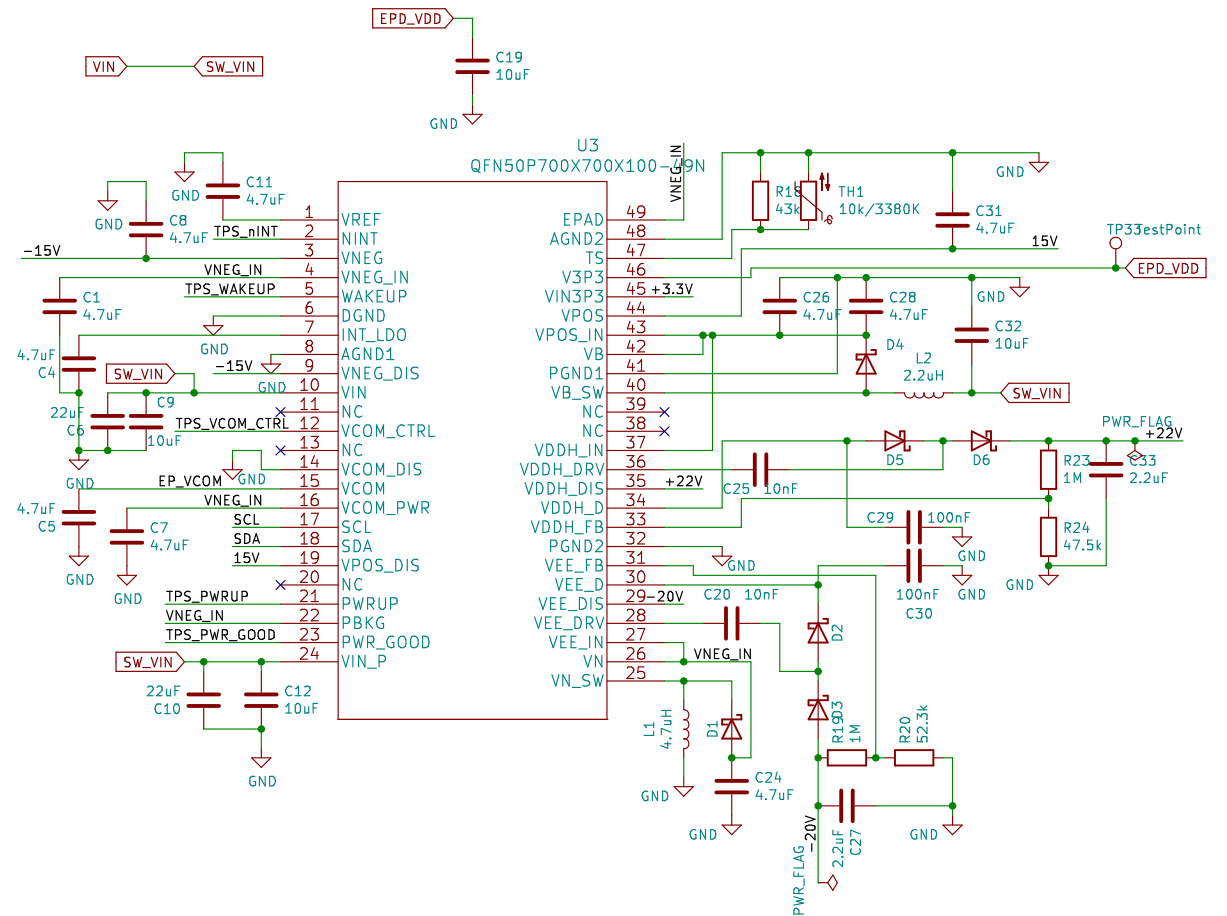 EPD_VDD
C19
10uF
GND
VIN
SW_VIN
U3
QFN50P700X700X100-49N
GND
C11
4.7uF
GND
C8
4.7uF
TPS_nINT
-15V
VNEG_IN
TPS_WAKEUP
C1
4.7uF
GND
4.7uF
C4
SW_VIN
-15V
GND
22uF
C6
C9
10uF
TPS_VCOM_CTRL
GND
GND
EP_VCOM
VNEG_IN
4.7uF
C5
GND
C7
4.7uF
GND
SCL
SDA
15V
TPS_PWRUP
VNEG_IN
TPS_PWR_GOOD
SW_VIN
22uF
C10
C12
10uF
GND
1 VREF
2 NINT
3 VNEG
4 VNEG_IN
5 WAKEUP
6 DGND
7 INT_LDO
8 AGND1
9 VNEG_DIS
10 VIN
11 NC
12 VCOM_CTRL
13 NC
14 VCOM_DIS
15 VCOM
16 VCOM_PWR
17 SCL
18 SDA
19 VPOS_DIS
20 NC
21 PWRUP
22 PBKG
23 PWR_GOOD
24 VIN_P
EPAD 49
AGND2 48
TS 47
V3P3 46
VIN3P3 45
VPOS 44
VPOS_IN 43
VB 42
PGND1 41
VB_SW 40
NC 39
NC 38
VDDH_IN 37
VDDH_DRV 36
VDDH_DIS 35
VDDH_D 34
VDDH_FB 33
PGND2 32
VEE_FB 31
VEE_D 30
VEE_DIS 29
VEE_DRV 28
VEE_IN 27
VN 26
VN_SW 25
VNEG_IN
43k
TH1
10k/3380K
C31
4.7uF
GND
15V
TP33
TestPoint
EPD_VDD
+3.3V
C26
4.7uF
C28
4.7uF
GND
C32
10uF
D4
L2
2.2uH
SW_VIN
PWR_FLAG
+22V
D5
D6
R23
1M
C33
2.2uF
C25
10nF
+22V
C29
100nF
GND
R24
47.5k
GND
GND
100nF
C30
GND
-20V
C20
10nF
D2
VNEG_IN
D3
R19
1M
R20
52.3k
L1
4.7uH
D1
GND
C24
4.7uF
GND
-20V
2.2uF
C27
GND
PWR_FLAG